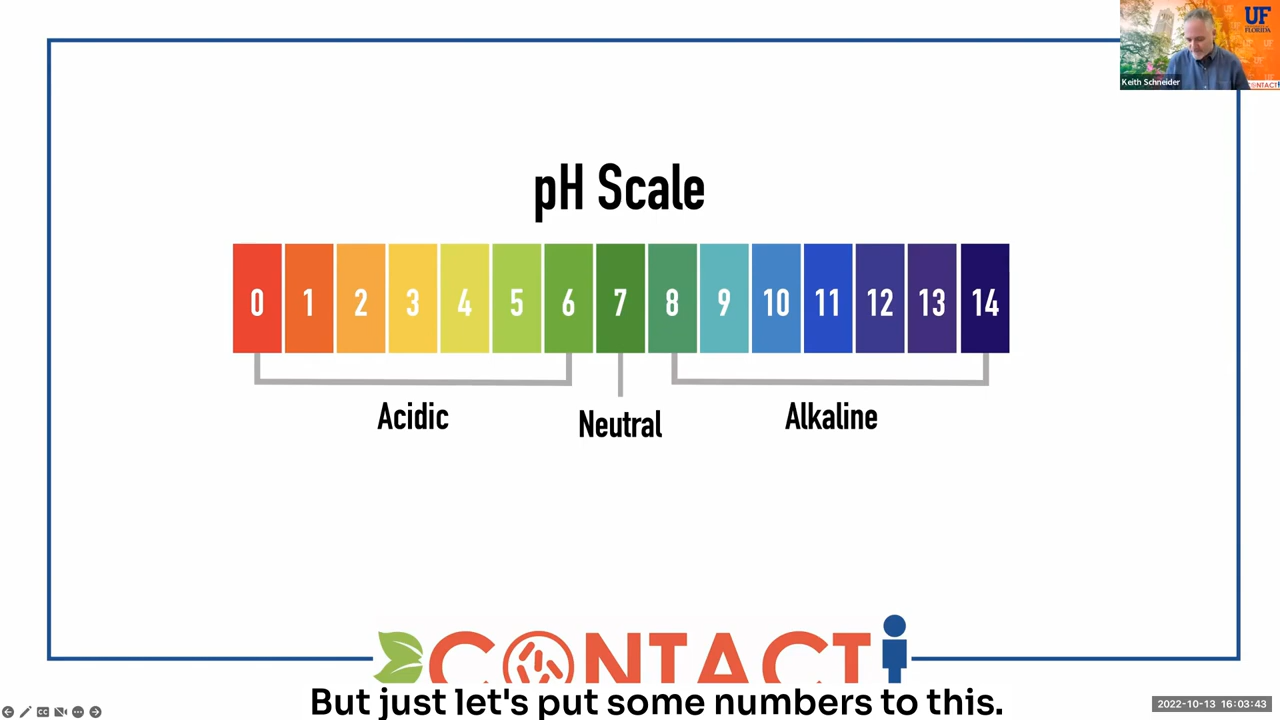 UF
FLORIDA
Keith Schneider
CONTACT
pH Scale
0 1 2 3 4 5 6 7 8 9 10 11 12 13 14
Acidic
Neutral
Alkaline
CONTACT
But just let's put some numbers to this.
CC
2022-10-13 16:03:43